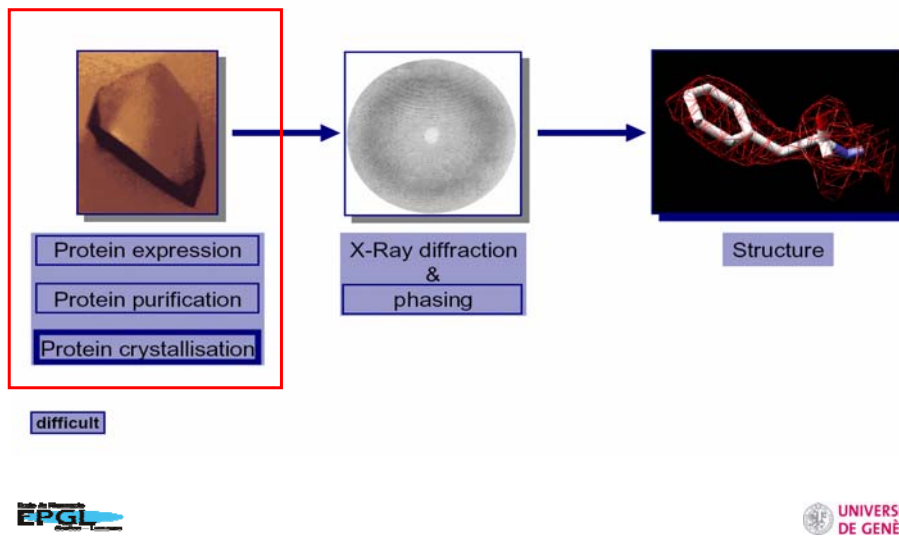 Protein expression
Protein purification
Protein crystallisation
X-Ray diffraction
&
phasing
Structure
difficult
EPGL
UNIVERS
DE GENÈ